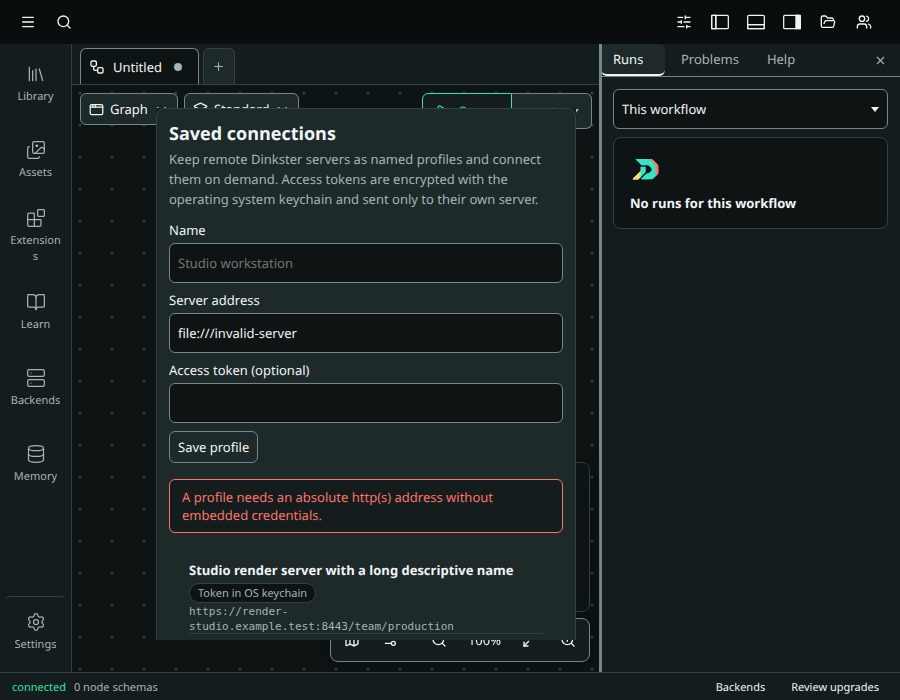 Untitled
Runs
Problems
Help
Library
Assets
Extension
s
Learn
Backends
Memory
Settings
Graph
Standard
Saved connections
Keep remote Dinkster servers as named profiles and connect
them on demand. Access tokens are encrypted with the
operating system keychain and sent only to their own server.
Name
Studio workstation
Server address
file:///invalid-server
Access token (optional)
Save profile
A profile needs an absolute http(s) address without
embedded credentials.
Studio render server with a long descriptive name
Token in OS keychain
https://render-
studio.example.test:8443/team/production
100%
This workflow
No runs for this workflow
connected
0 node schemas
Backends
Review upgrades